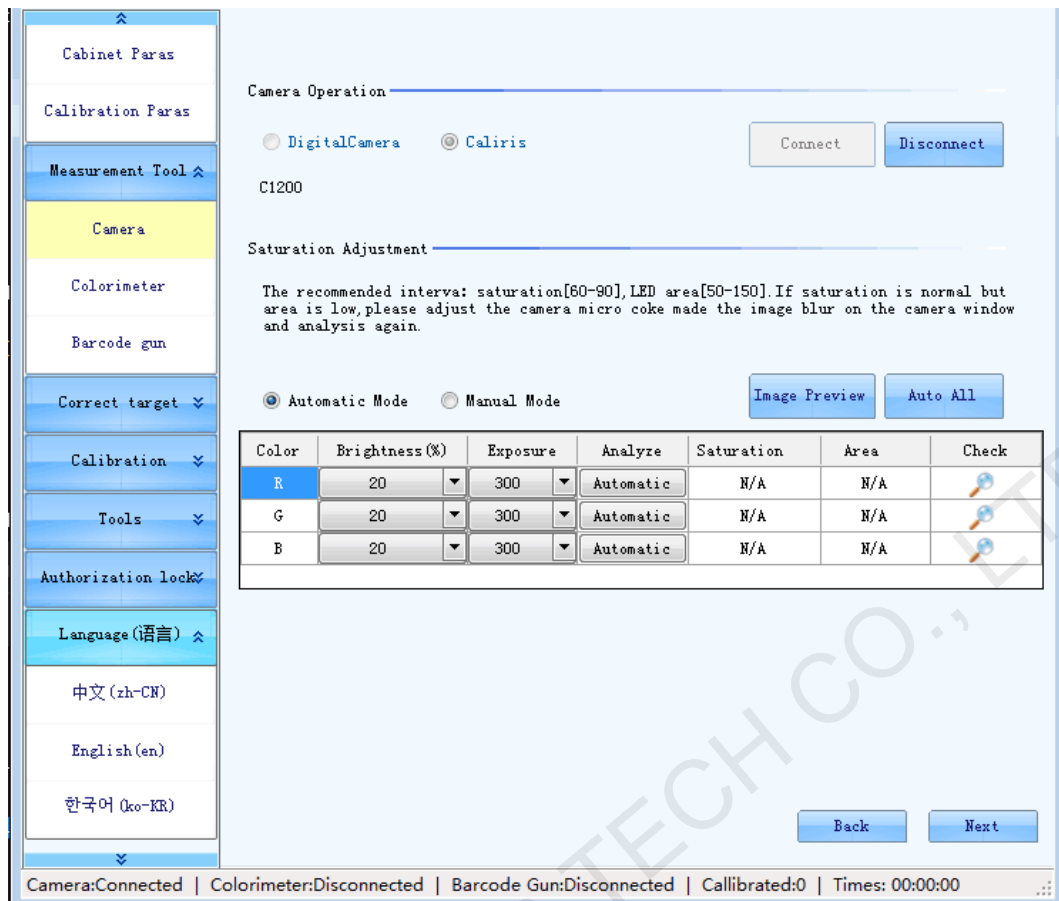 Cabinet Paras
Calibration Paras
Measurement Tool
Camera
Colorimeter
Barcode gun
Correct target
Calibration
Tools
Authorization lock
Language(语言)
中文(zh-CN)
English(en)
한국어(ko-KR)
Camera Operation
DigitalCamera Caliris Connect Disconnect
C1200
Saturation Adjustment
The recommended interva: saturation[60-90],LED area[50-150].If saturation is normal but
area is low,please adjust the camera micro coke made the image blur on the camera window
and analysis again.
Automatic Mode Manual Mode Image Preview Auto All
Color Brightness(%) Exposure Analyze Saturation Area Check
R 20 300 Automatic N/A N/A
G 20 300 Automatic N/A N/A
B 20 300 Automatic N/A N/A
Back Next
Camera:Connected | Colorimeter:Disconnected | Barcode Gun:Disconnected | Callibrated:0 | Times: 00:00:00
TECH CO., LT